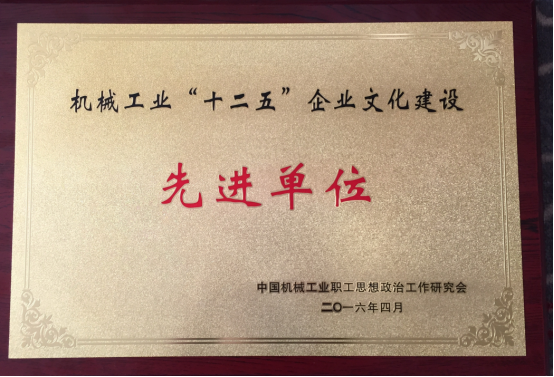 机械工业“十二五”企业文化建设
先进单位
中国机械工业职工思想政治工作研究会
二〇一六年四月